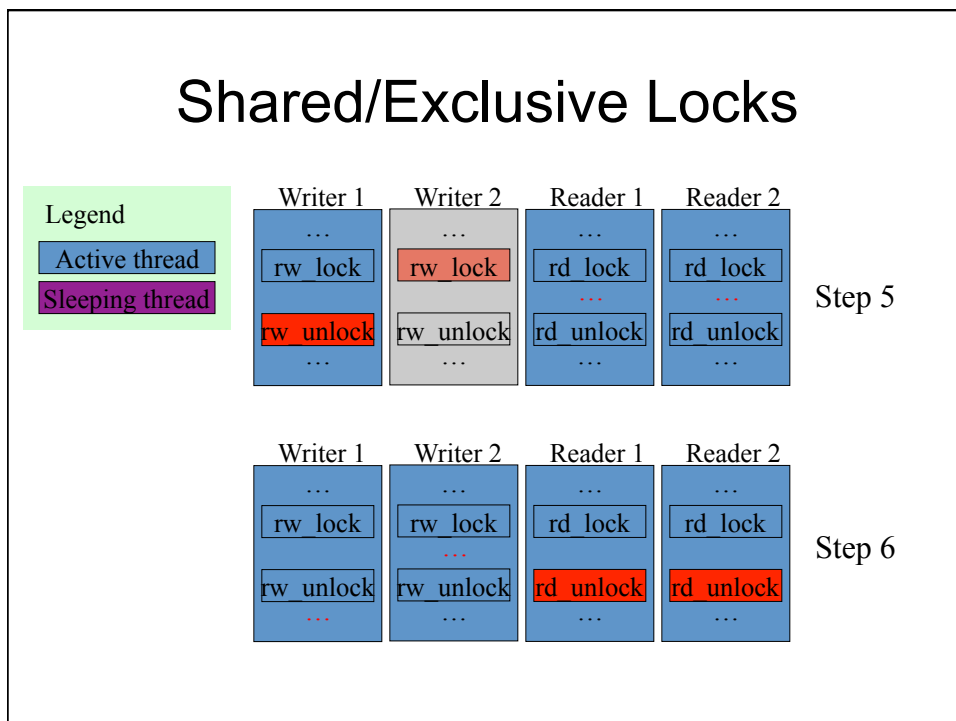 Shared/Exclusive Locks
Legend
Active thread
Sleeping thread
Writer 1 Writer 2 Reader 1 Reader 2
… … … …
rw_lock rw_lock rd_lock rd_lock
… …
rw_unlock rw_unlock rd_unlock rd_unlock
… … … …
Step 5
Writer 1 Writer 2 Reader 1 Reader 2
… … … …
rw_lock rw_lock rd_lock rd_lock
…
rw_unlock rw_unlock rd_unlock rd_unlock
… … … …
Step 6